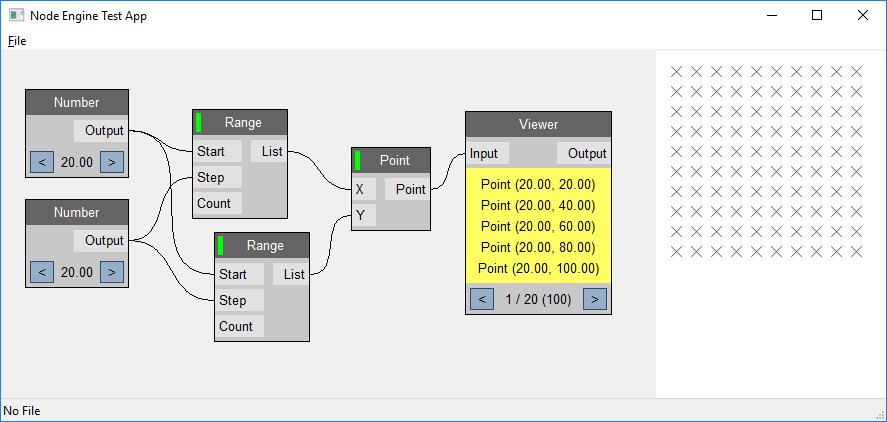 Node Engine Test App
File
Number
Output
< 20.00 >
Number
Output
< 20.00 >
Range
Start List
Step
Count
Range
Start List
Step
Count
Point
X Point
Y
Viewer
Input Output
Point (20.00, 20.00)
Point (20.00, 40.00)
Point (20.00, 60.00)
Point (20.00, 80.00)
Point (20.00, 100.00)
< 1 / 20 (100) >
No File